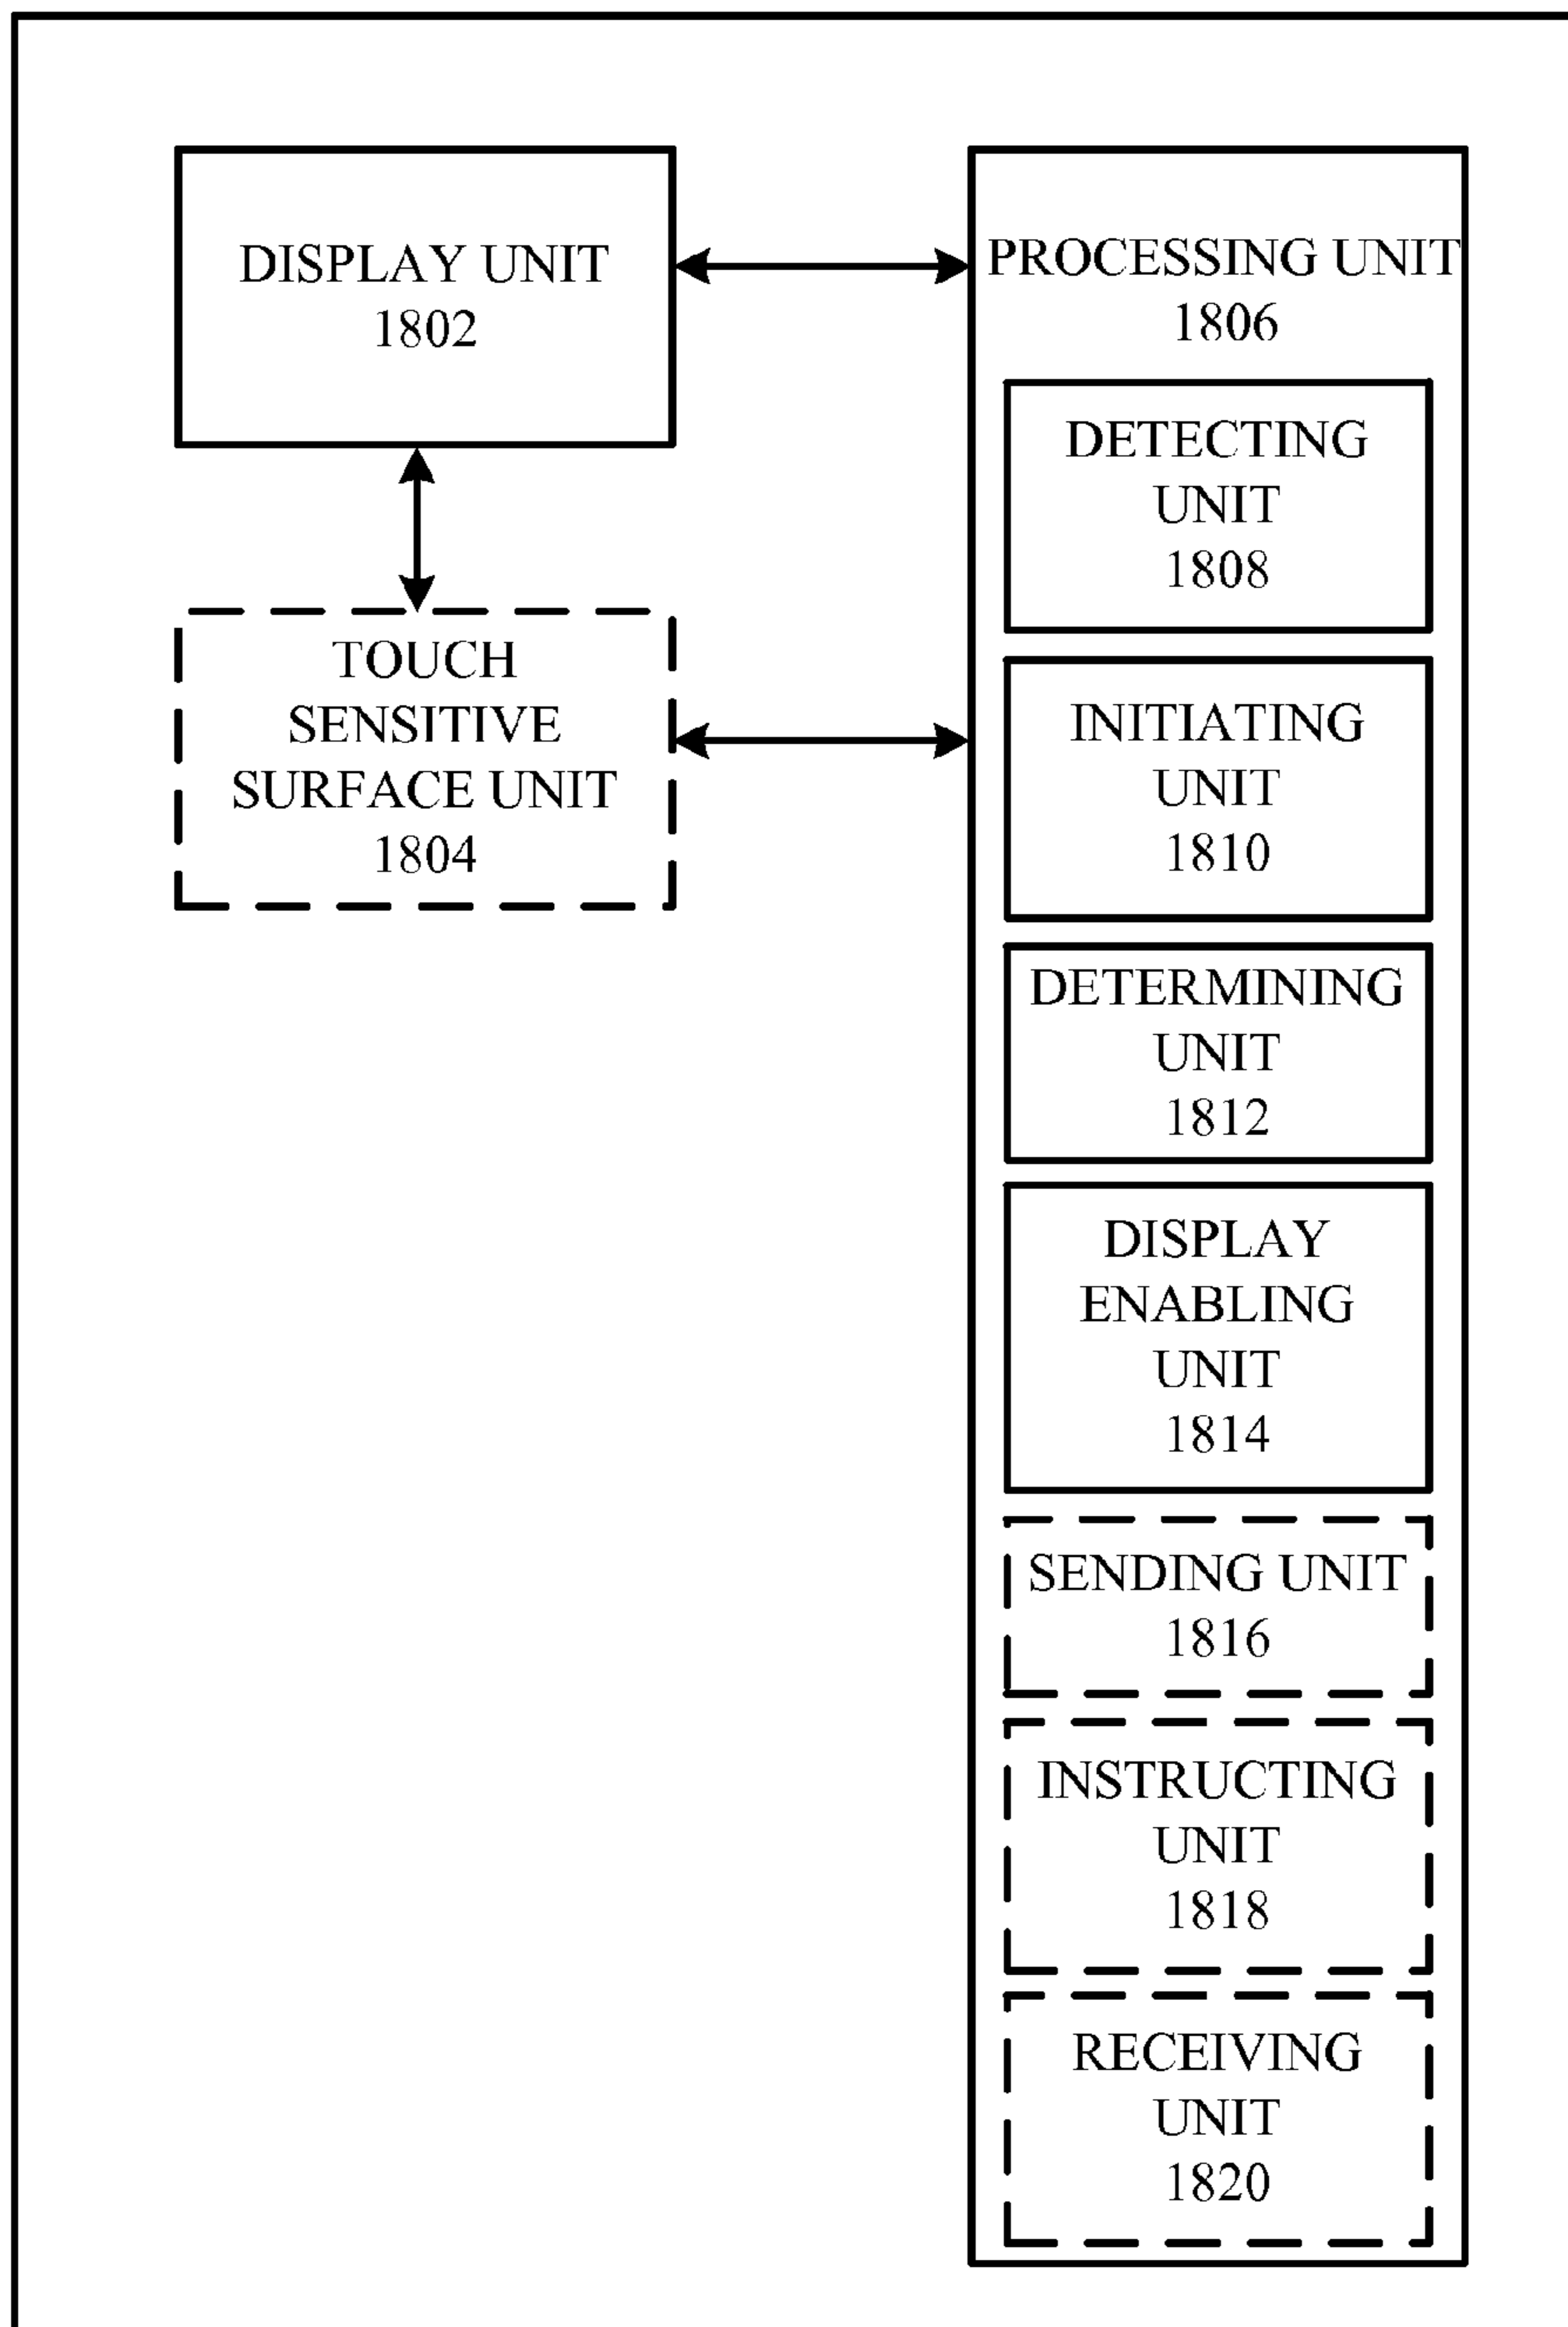 DISPLAY UNIT
1802
TOUCH
SENSITIVE
SURFACE UNIT
1804
PROCESSING UNIT
1806
DETECTING
UNIT
1808
INITIATING
UNIT
1810
DETERMINING
UNIT
1812
DISPLAY
ENABLING
UNIT
1814
SENDING UNIT
1816
INSTRUCTING
UNIT
1818
RECEIVING
UNIT
1820